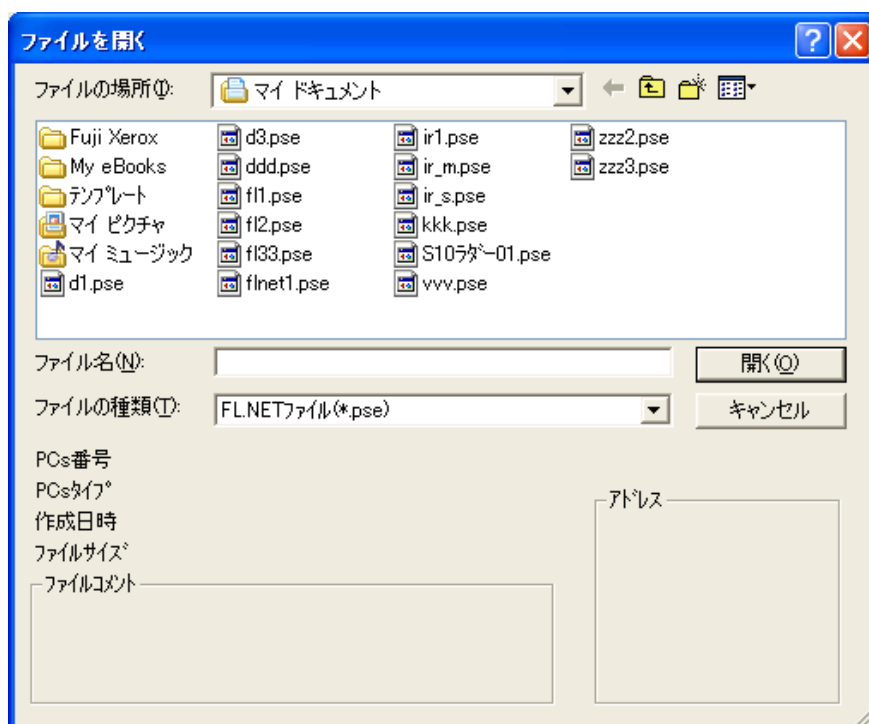 ファイルを開く
ファイルの場所(I):
マイ ドキュメント
Fuji Xerox
My eBooks
テンプレート
マイ ピクチャ
マイ ミュージック
d1.pse
d3.pse
ddd.pse
fl1.pse
fl2.pse
fl33.pse
flnet1.pse
ir1.pse
ir_m.pse
ir_s.pse
kkk.pse
S10ラダー01.pse
vvv.pse
zzz2.pse
zzz3.pse
ファイル名(N):
開く(O)
ファイルの種類(T):
FL.NETファイル(*.pse)
キャンセル
PCs番号
PCsタイプ
作成日時
ファイルサイズ
ファイルコメント
アドレス